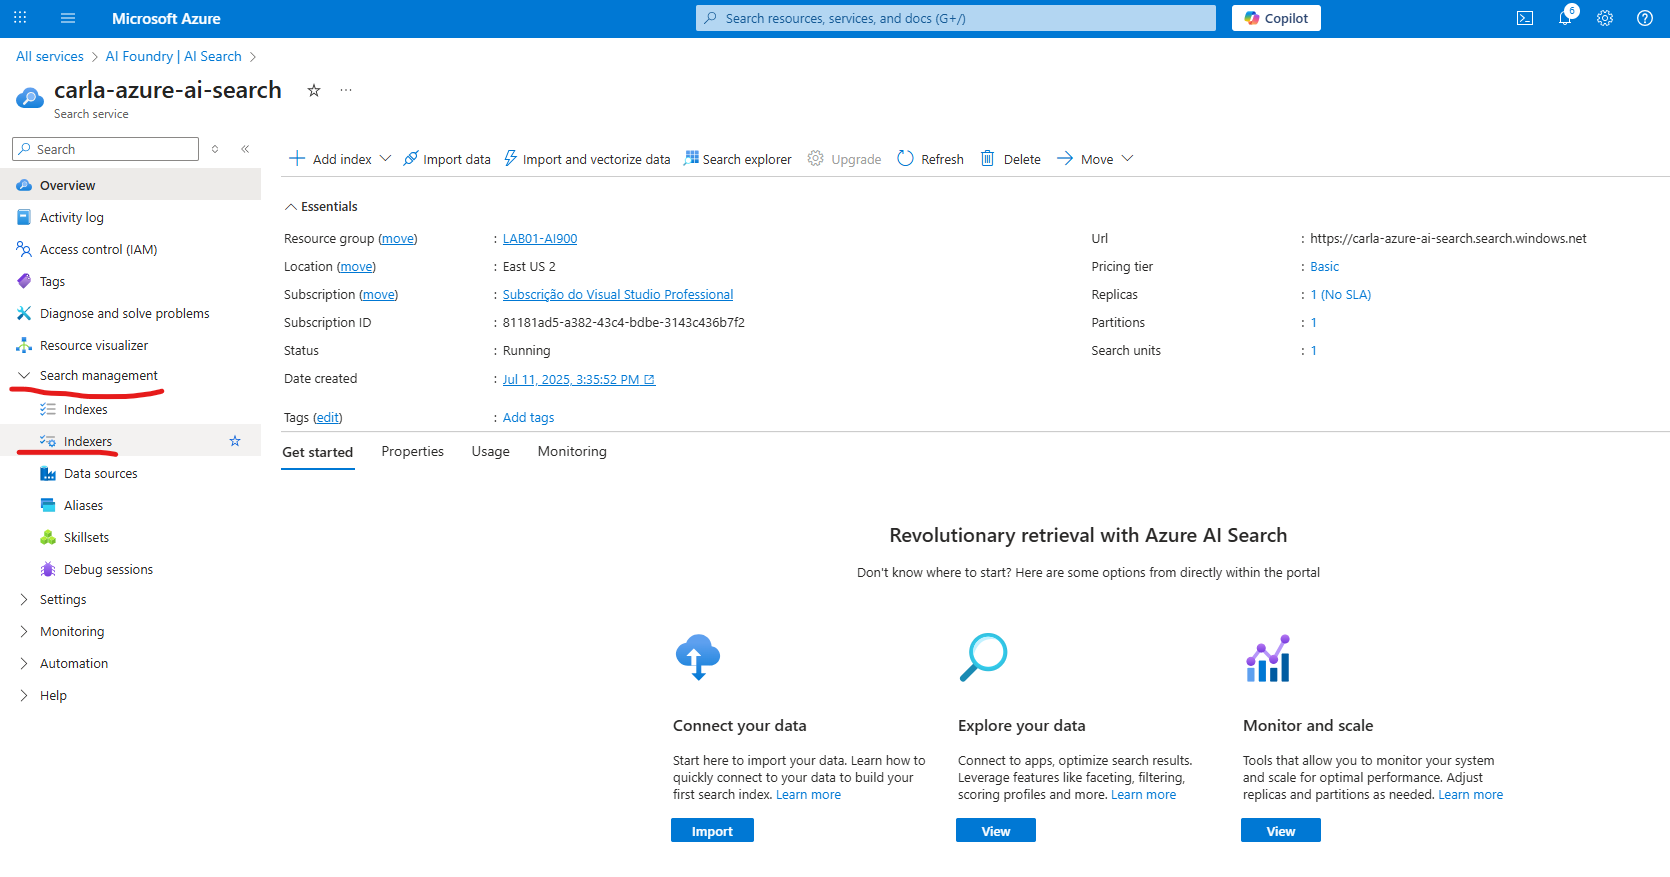 Microsoft Azure
Search resources, services, and docs (G+/)
Copilot
6
All services > AI Foundry | AI Search >
carla-azure-ai-search
Search service
Search
Add index
Import data
Import and vectorize data
Search explorer
Upgrade
Refresh
Delete
Move
Overview
Activity log
Access control (IAM)
Tags
Diagnose and solve problems
Resource visualizer
Search management
Indexes
Indexers
Data sources
Aliases
Skillsets
Debug sessions
Settings
Monitoring
Automation
Help
Essentials
Resource group (move) : LAB01-AI900
Location (move) : East US 2
Subscription (move) : Subscrição do Visual Studio Professional
Subscription ID : 81181ad5-a382-43c4-bdbe-3143c436b7f2
Status : Running
Date created : Jul 11, 2025, 3:35:52 PM
Tags (edit) : Add tags
Url : https://carla-azure-ai-search.search.windows.net
Pricing tier : Basic
Replicas : 1 (No SLA)
Partitions : 1
Search units : 1
Get started
Properties
Usage
Monitoring
Revolutionary retrieval with Azure AI Search
Don't know where to start? Here are some options from directly within the portal
Connect your data
Start here to import your data. Learn how to
quickly connect to your data to build your
first search index. Learn more
Import
Explore your data
Connect to apps, optimize search results.
Leverage features like faceting, filtering,
scoring profiles and more. Learn more
View
Monitor and scale
Tools that allow you to monitor your system
and scale for optimal performance. Adjust
replicas and partitions as needed. Learn more
View